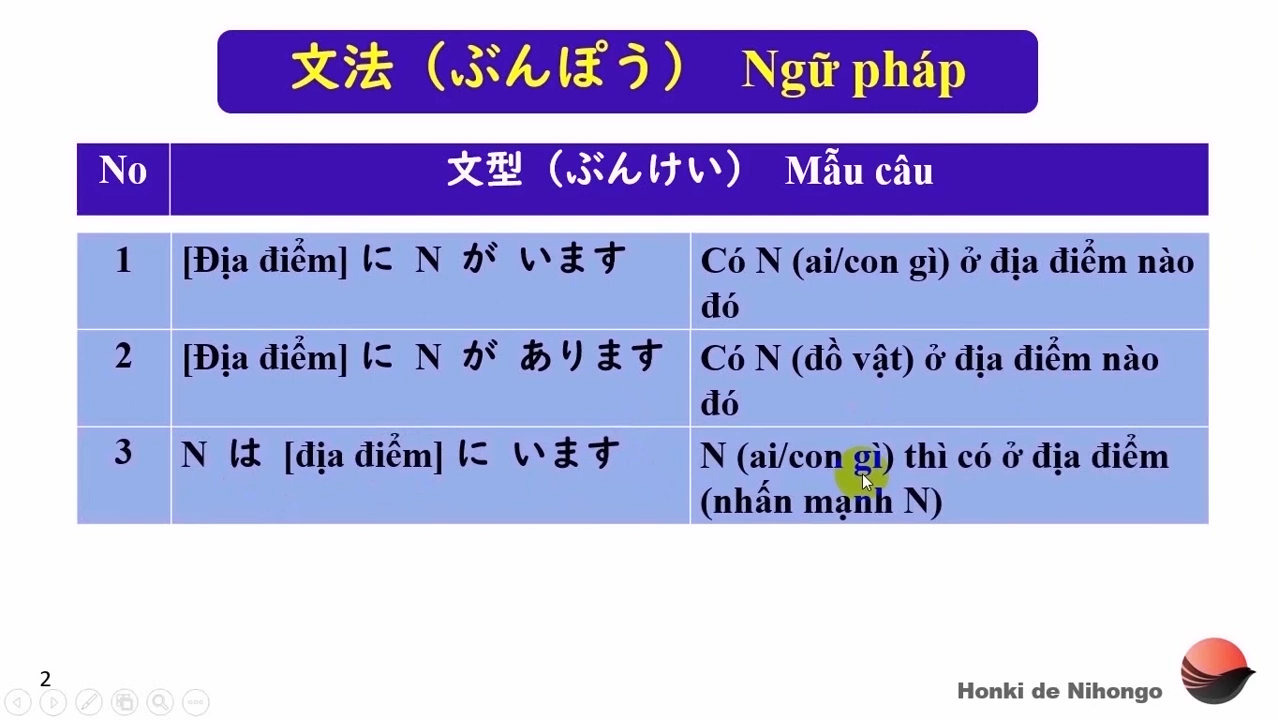 文法（ぶんぽう） Ngữ pháp
No 文型（ぶんけい） Mẫu câu
1 [Địa điểm] に N が います Có N (ai/con gì) ở địa điểm nào
đó
2 [Địa điểm] に N が あります Có N (đồ vật) ở địa điểm nào
đó
3 N は [địa điểm] に います N (ai/con gì) thì có ở địa điểm
(nhấn mạnh N)
2
Honki de Nihongo